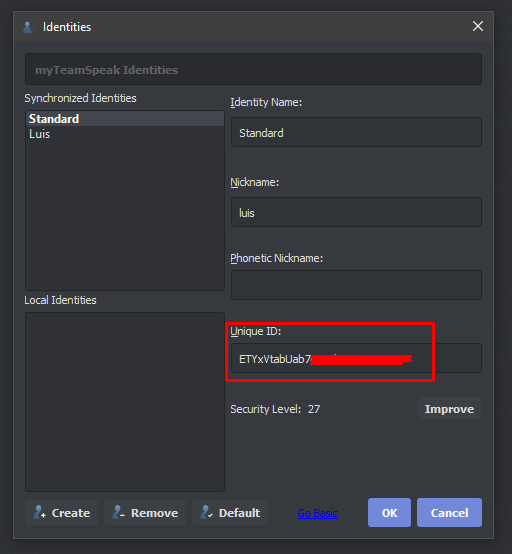 Identities
myTeamSpeak Identities
Synchronized Identities
Standard
Luis
Identity Name:
Standard
Nickname:
luis
Phonetic Nickname:
Local Identities
Unique ID:
ETYxVtabUab7
Security Level: 27
Improve
Create
Remove
Default
Go Basic
OK
Cancel